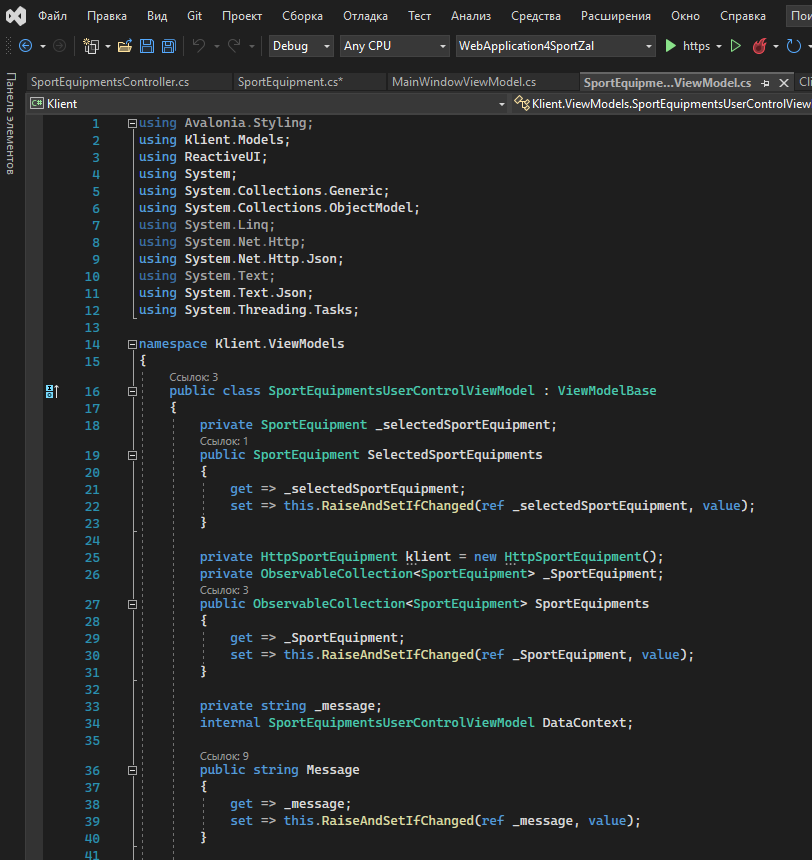 Файл Правка Вид Git Проект Сборка Отладка Тест Анализ Средства Расширения Окно Справка
Debug Any CPU WebApplication4SportZal https
Панель элементов
SportEquipmentsController.cs SportEquipment.cs* MainWindowViewModel.cs SportEquipme...ViewModel.cs
C# Klient Klient.ViewModels.SportEquipmentsUserControlView
1 using Avalonia.Styling;
2 using Klient.Models;
3 using ReactiveUI;
4 using System;
5 using System.Collections.Generic;
6 using System.Collections.ObjectModel;
7 using System.Linq;
8 using System.Net.Http;
9 using System.Net.Http.Json;
10 using System.Text;
11 using System.Text.Json;
12 using System.Threading.Tasks;
13
14 namespace Klient.ViewModels
15 {
Ссылок: 3
16 public class SportEquipmentsUserControlViewModel : ViewModelBase
17 {
18 private SportEquipment _selectedSportEquipment;
Ссылок: 1
19 public SportEquipment SelectedSportEquipments
20 {
21 get => _selectedSportEquipment;
22 set => this.RaiseAndSetIfChanged(ref _selectedSportEquipment, value);
23 }
24
25 private HttpSportEquipment klient = new HttpSportEquipment();
26 private ObservableCollection<SportEquipment> _SportEquipment;
Ссылок: 3
27 public ObservableCollection<SportEquipment> SportEquipments
28 {
29 get => _SportEquipment;
30 set => this.RaiseAndSetIfChanged(ref _SportEquipment, value);
31 }
32
33 private string _message;
34 internal SportEquipmentsUserControlViewModel DataContext;
35
Ссылок: 9
36 public string Message
37 {
38 get => _message;
39 set => this.RaiseAndSetIfChanged(ref _message, value);
40 }
41